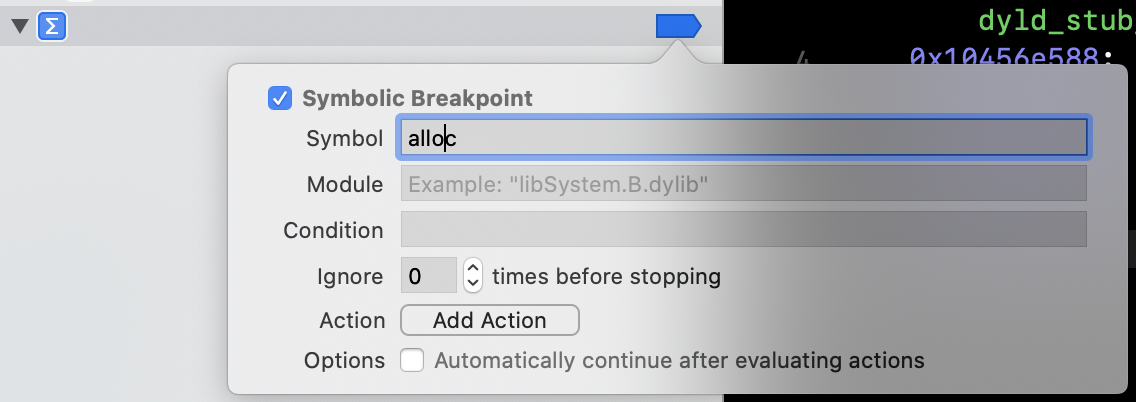 Σ
dyld_stub_
4 0x10456e588:
Symbolic Breakpoint
Symbol alloc
Module Example: "libSystem.B.dylib"
Condition
Ignore 0 times before stopping
Action Add Action
Options Automatically continue after evaluating actions